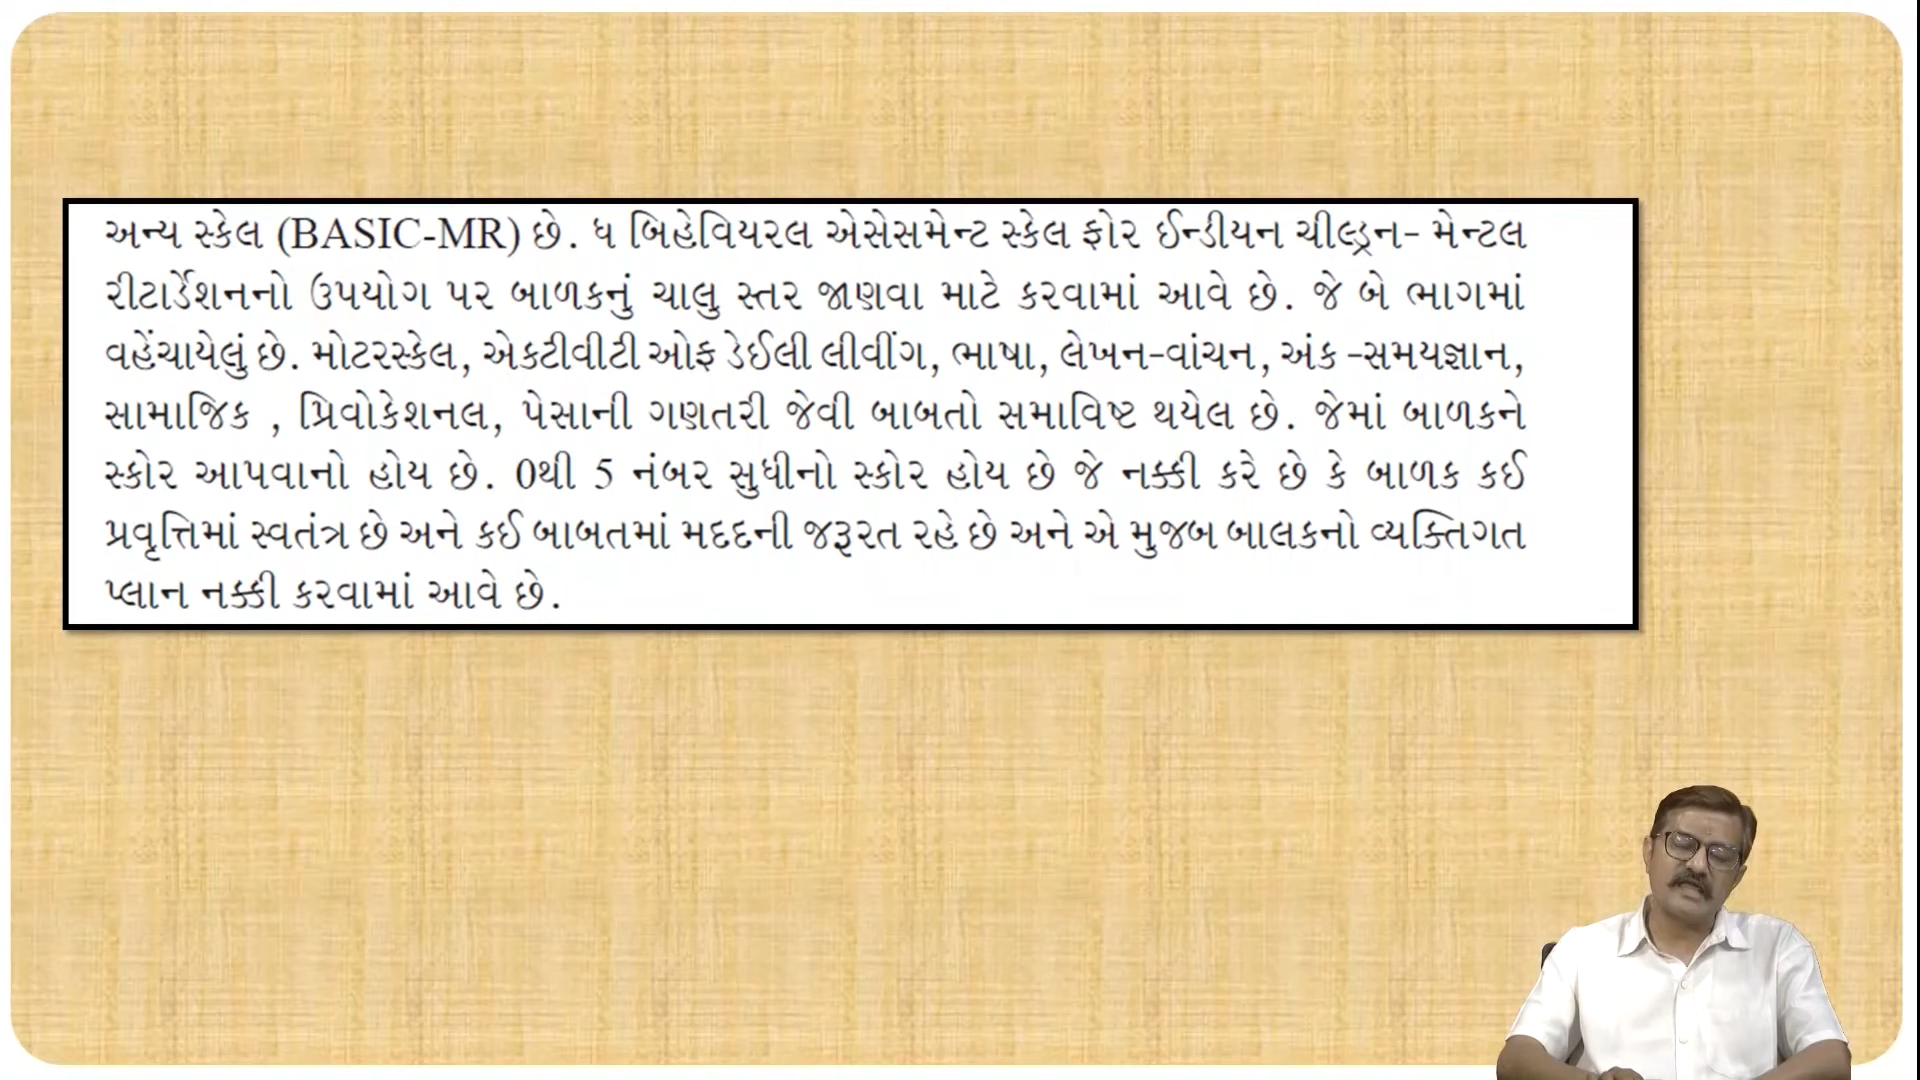 અન્ય સ્કેલ (BASIC-MR) છે. ધ બિહેવિયરલ એસેસમેન્ટ સ્કેલ ફોર ઈન્ડીયન ચીલ્ડ્રન- મેન્ટલ
રીટાર્ડેશનનો ઉપયોગ પર બાળકનું ચાલુ સ્તર જાણવા માટે કરવામાં આવે છે. જે બે ભાગમાં
વહેંચાયેલું છે. મોટરસ્કેલ, એકટીવીટી ઓફ ડેઈલી લીવીંગ, ભાષા, લેખન-વાંચન, અંક -સમયજ્ઞાન,
સામાજિક , પ્રિવોકેશનલ, પેસાની ગણતરી જેવી બાબતો સમાવિષ્ટ થયેલ છે. જેમાં બાળકને
સ્કોર આપવાનો હોય છે. 0થી 5 નંબર સુધીનો સ્કોર હોય છે જે નક્કી કરે છે કે બાળક કઈ
પ્રવૃત્તિમાં સ્વતંત્ર છે અને કઈ બાબતમાં મદદની જરૂરત રહે છે અને એ મુજબ બાલકનો વ્યક્તિગત
પ્લાન નક્કી કરવામાં આવે છે.